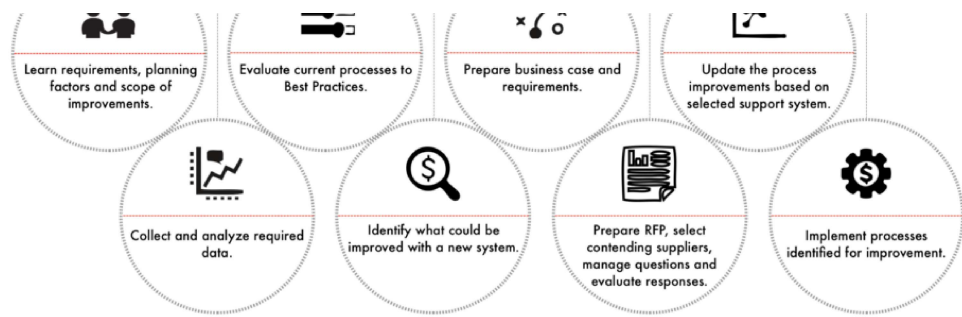 Learn requirements, planning
factors and scope of
improvements.
Collect and analyze required
data.
Evaluate current processes to
Best Practices.
Identify what could be
improved with a new system.
Prepare business case and
requirements.
Prepare RFP, select
contending suppliers,
manage questions and
evaluate responses.
Update the process
improvements based on
selected support system.
Implement processes
identified for improvement.